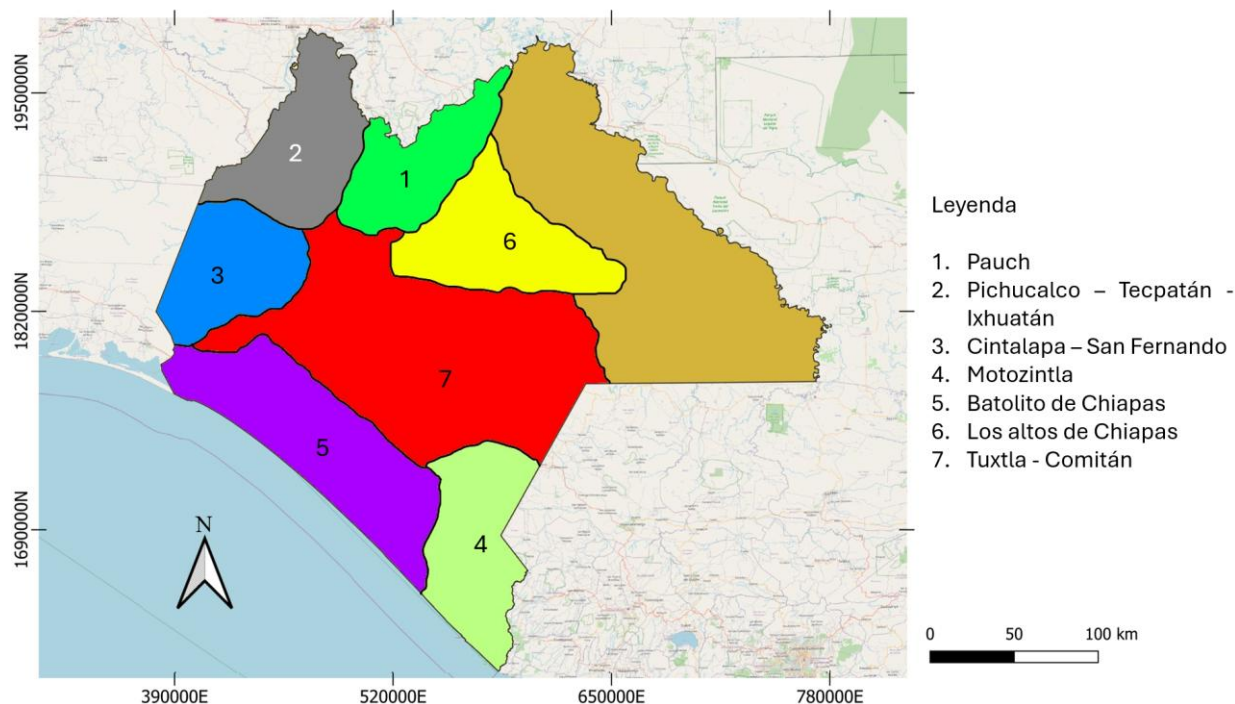 1950000N
1820000N
1690000N
390000E
520000E
650000E
780000E
2
1
6
3
7
5
4
N
Leyenda
1. Pauch
2. Pichucalco – Tecpatán -
Ixhuatán
3. Cintalapa – San Fernando
4. Motozintla
5. Batolito de Chiapas
6. Los altos de Chiapas
7. Tuxtla - Comitán
0 50 100 km